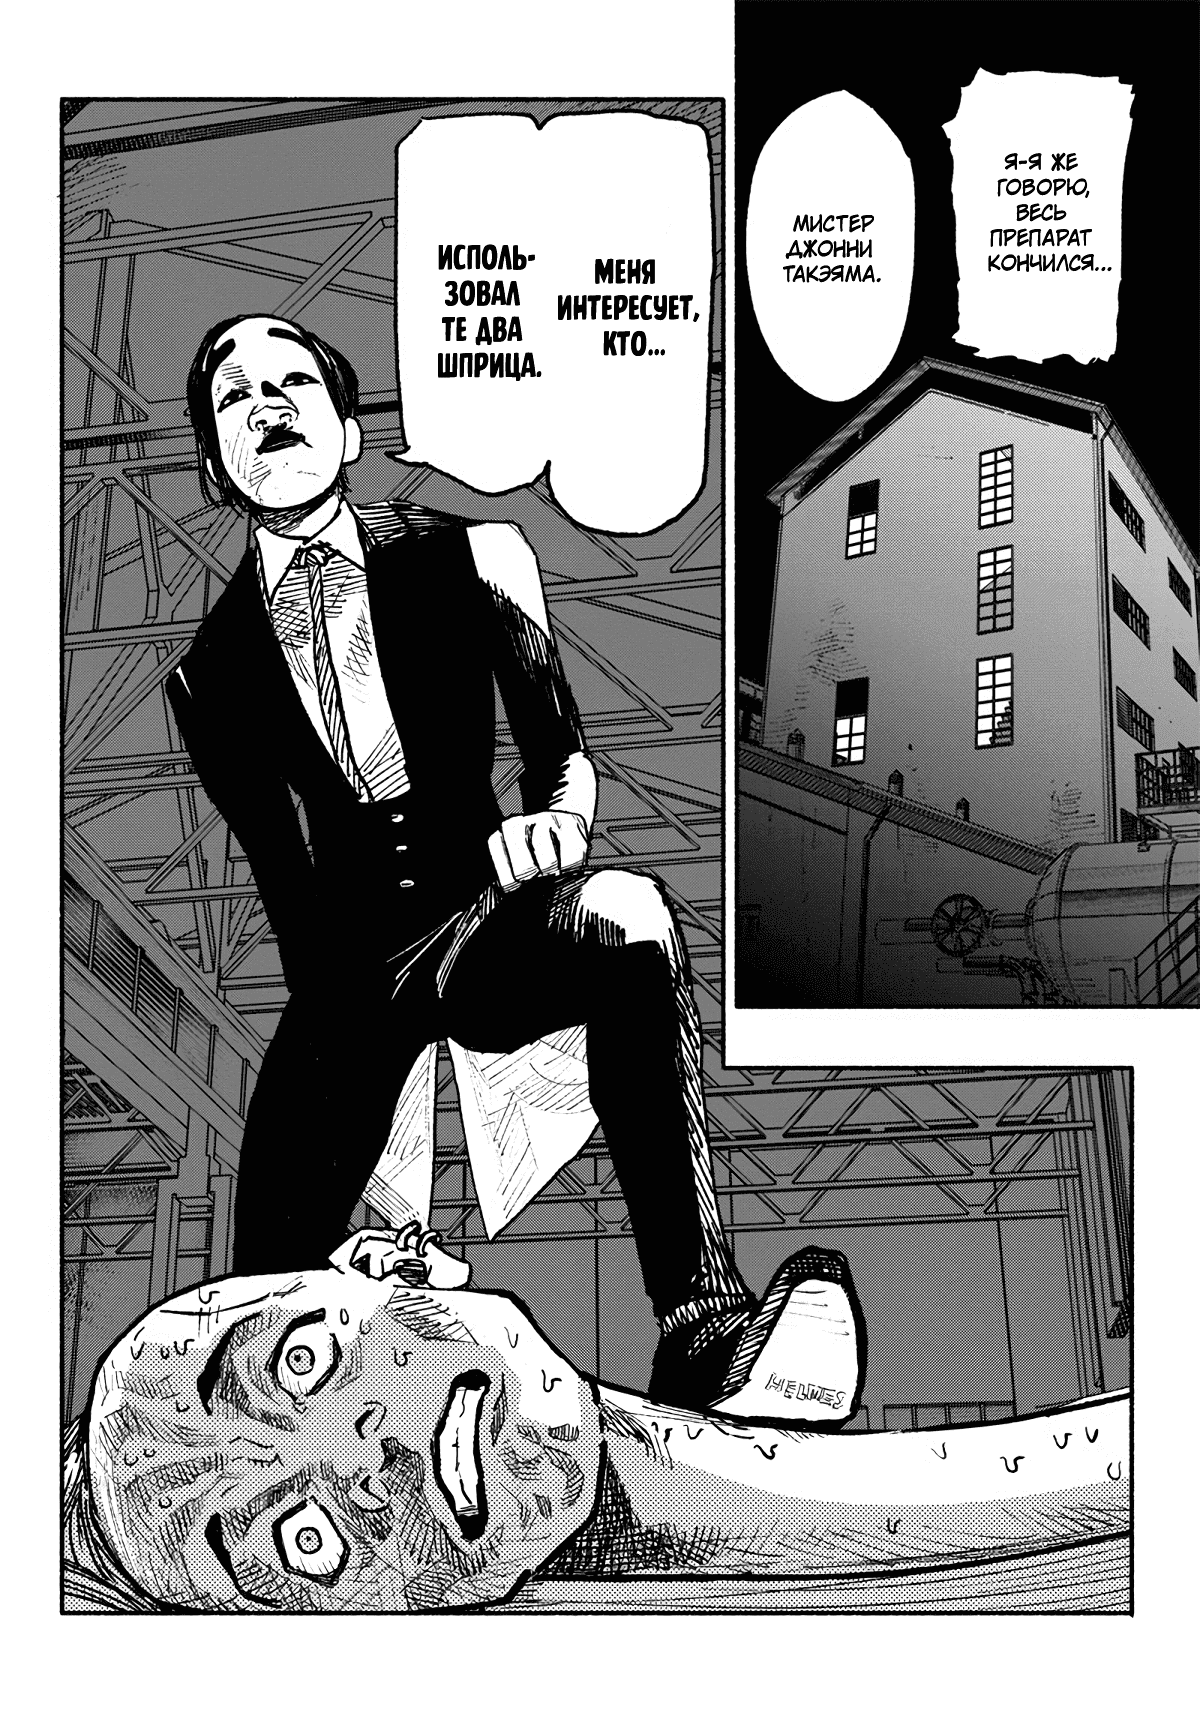 Я-Я ЖЕ
ГОВОРЮ,
ВЕСЬ
ПРЕПАРАТ
КОНЧИЛСЯ...
МИСТЕР
ДЖОННИ
ТАКЭЯМА.
МЕНЯ
ИНТЕРЕСУЕТ,
КТО...
ИСПОЛЬ-
ЗОВАЛ
ТЕ ДВА
ШПРИЦА.
HELMES